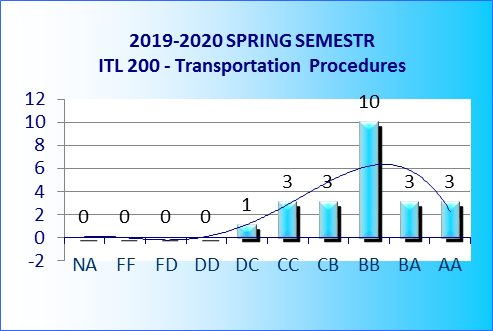 2019-2020 SPRING SEMESTR
ITL 200 - Transportation Procedures
12
10
8
6
4
2
0
-2
0 0 0 0 1 3 3 10 3 3
NA FF FD DD DC CC CB BB BA AA